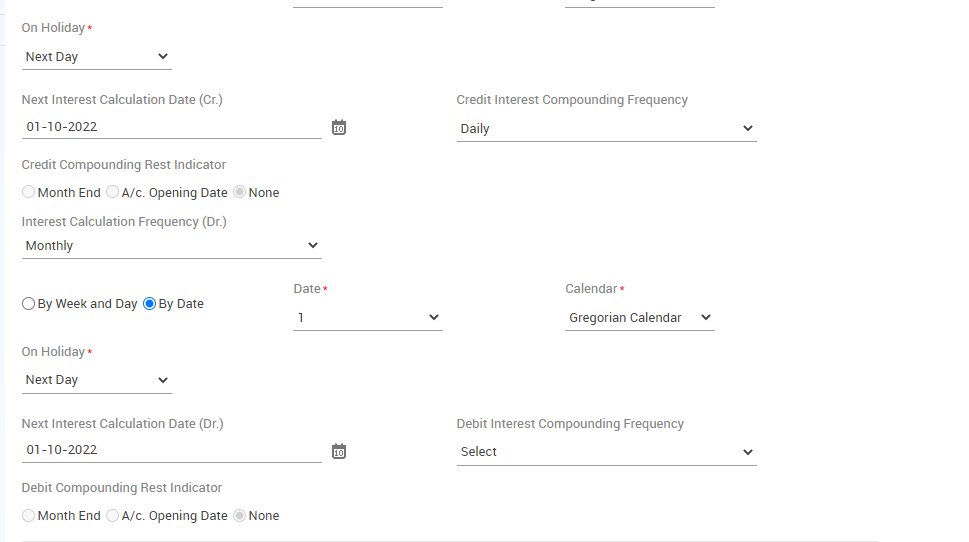 On Holiday *
Next Day
Next Interest Calculation Date (Cr.) Credit Interest Compounding Frequency
01-10-2022 10 Daily
Credit Compounding Rest Indicator
Month End A/c. Opening Date None
Interest Calculation Frequency (Dr.)
Monthly
Date * Calendar *
By Week and Day By Date 1 Gregorian Calendar
On Holiday *
Next Day
Next Interest Calculation Date (Dr.) Debit Interest Compounding Frequency
01-10-2022 10 Select
Debit Compounding Rest Indicator
Month End A/c. Opening Date None